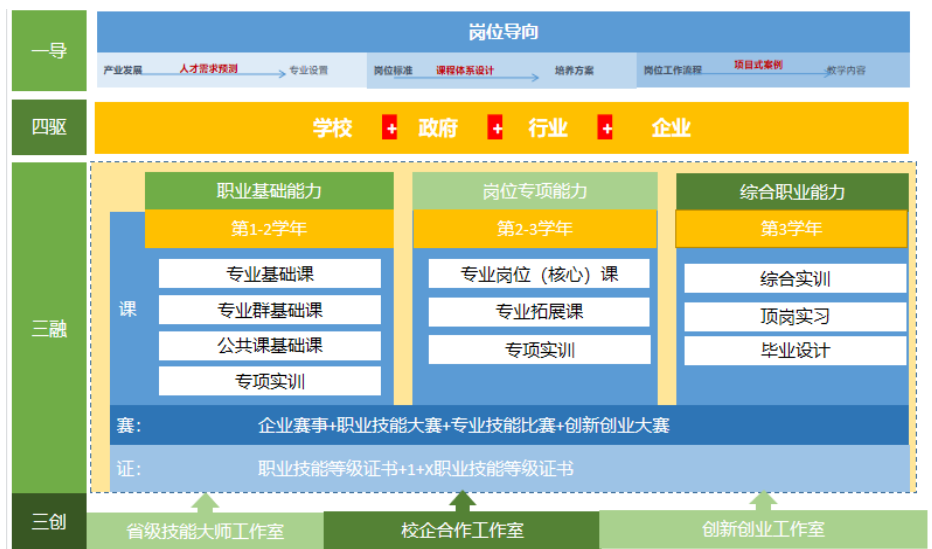 一导
岗位导向
产业发展 人才需求预测 专业设置 岗位标准 课程体系设计 培养方案 岗位工作流程 项目式案例 教学内容
四驱
学校 + 政府 + 行业 + 企业
三融
职业基础能力 岗位专项能力 综合职业能力
第1-2学年 第2-3学年 第3学年
课
专业基础课
专业群基础课
公共课基础课
专项实训
专业岗位（核心）课
专业拓展课
专项实训
综合实训
顶岗实习
毕业设计
赛： 企业赛事+职业技能大赛+专业技能比赛+创新创业大赛
证： 职业技能等级证书+1+X职业技能等级证书
三创
省级技能大师工作室 校企合作工作室 创新创业工作室